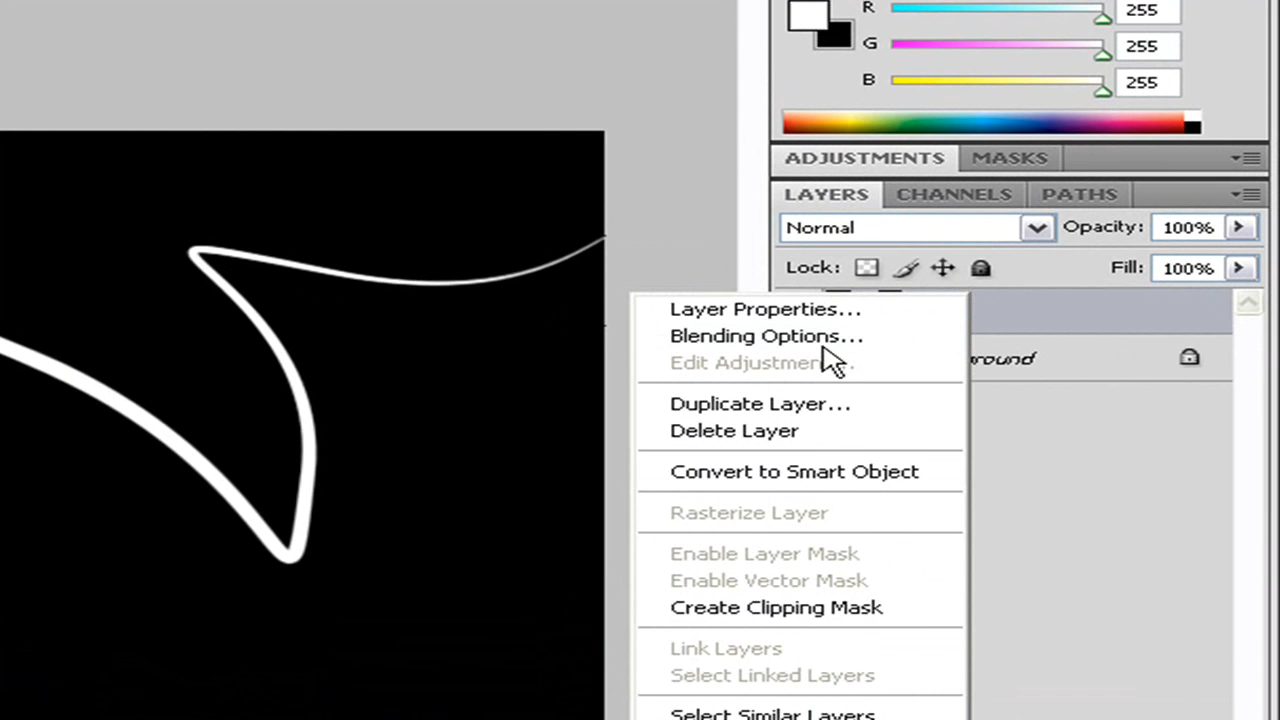 R 255
G 255
B 255
ADJUSTMENTS MASKS
LAYERS CHANNELS PATHS
Normal Opacity: 100%
Lock: Fill: 100%
Layer Properties...
Blending Options...
Edit Adjustment...
Duplicate Layer...
Delete Layer
Convert to Smart Object
Rasterize Layer
Enable Layer Mask
Enable Vector Mask
Create Clipping Mask
Link Layers
Select Linked Layers
Select Similar Layers
round